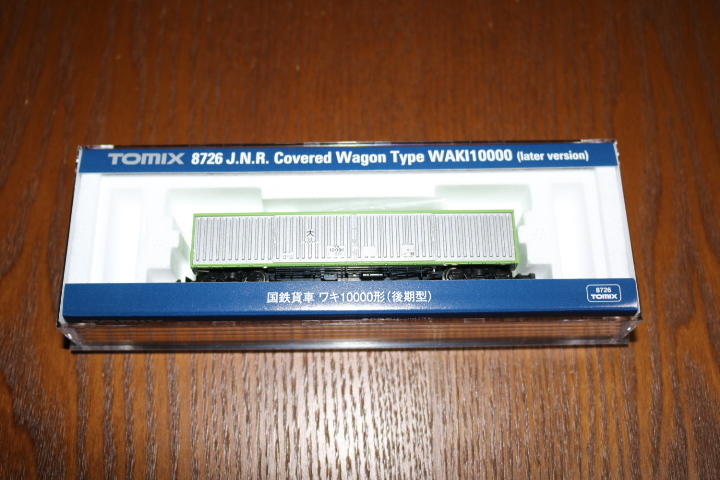 TOMIX 8726 J.N.R. Covered Wagon Type WAKI10000 (later version)
大
国鉄貨車 ワキ10000形(後期型)
8726
TOMIX